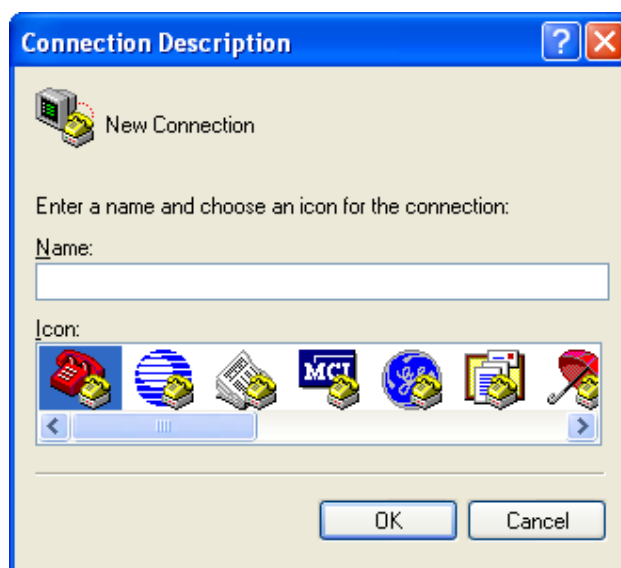 Connection Description
New Connection
Enter a name and choose an icon for the connection:
Name:
Icon:
MCI
OK
Cancel